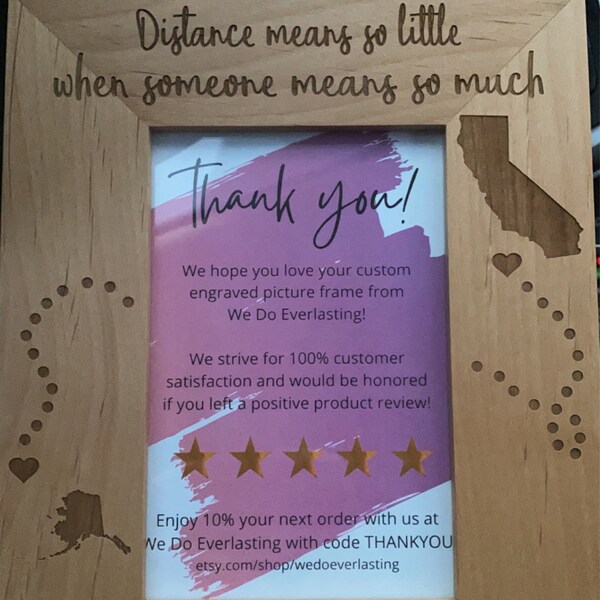 Distance means so little
when someone means so much
Thank you!
We hope you love your custom
engraved picture frame from
We Do Everlasting!
We strive for 100% customer
satisfaction and would be honored
if you left a positive product review!
Enjoy 10% your next order with us at
We Do Everlasting with code THANKYOU
etsy.com/shop/wedoeverlasting